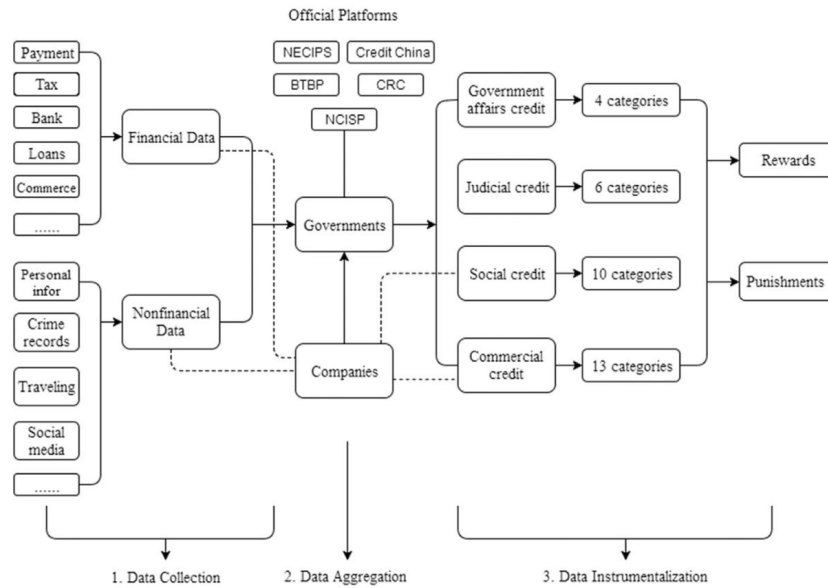 Official Platforms
NECIPS
Credit China
BTBP
CRC
NCISP
Payment
Tax
Bank
Loans
Commerce
......
Financial Data
Personal
infor
Crime
records
Traveling
Social
media
......
Nonfinancial
Data
Governments
Companies
Government
affairs credit
4 categories
Judicial credit
6 categories
Social credit
10 categories
Commercial
credit
13 categories
Rewards
Punishments
1. Data Collection
2. Data Aggregation
3. Data Instrumentalization